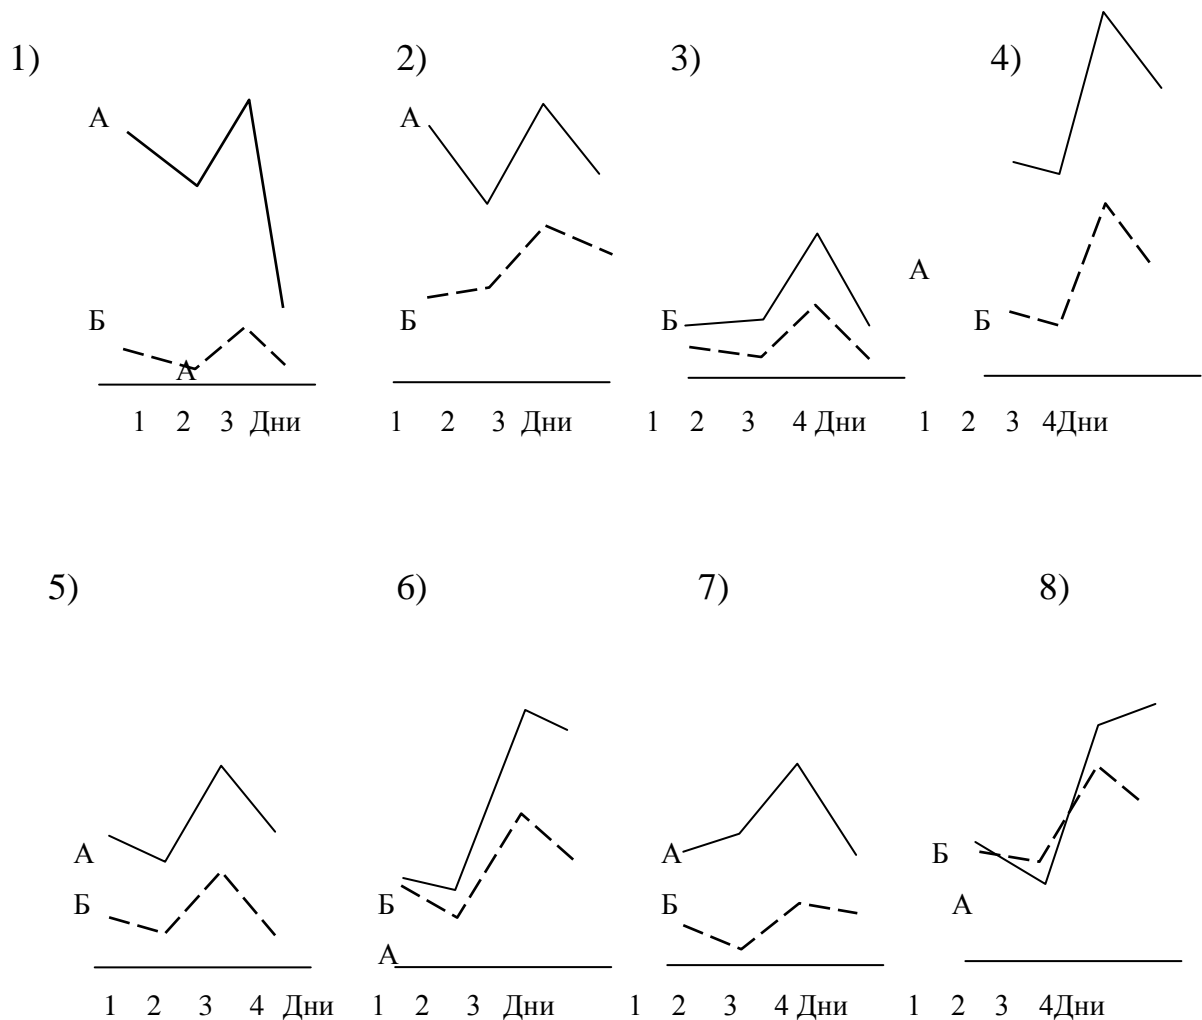 1) 2) 3) 4)
А А
А
Б Б Б Б
А
1 2 3 Дни 1 2 3 Дни 1 2 3 4 Дни 1 2 3 4Дни
5) 6) 7) 8)
А А Б
Б Б Б А
А
1 2 3 4 Дни 1 2 3 Дни 1 2 3 4 Дни 1 2 3 4Дни